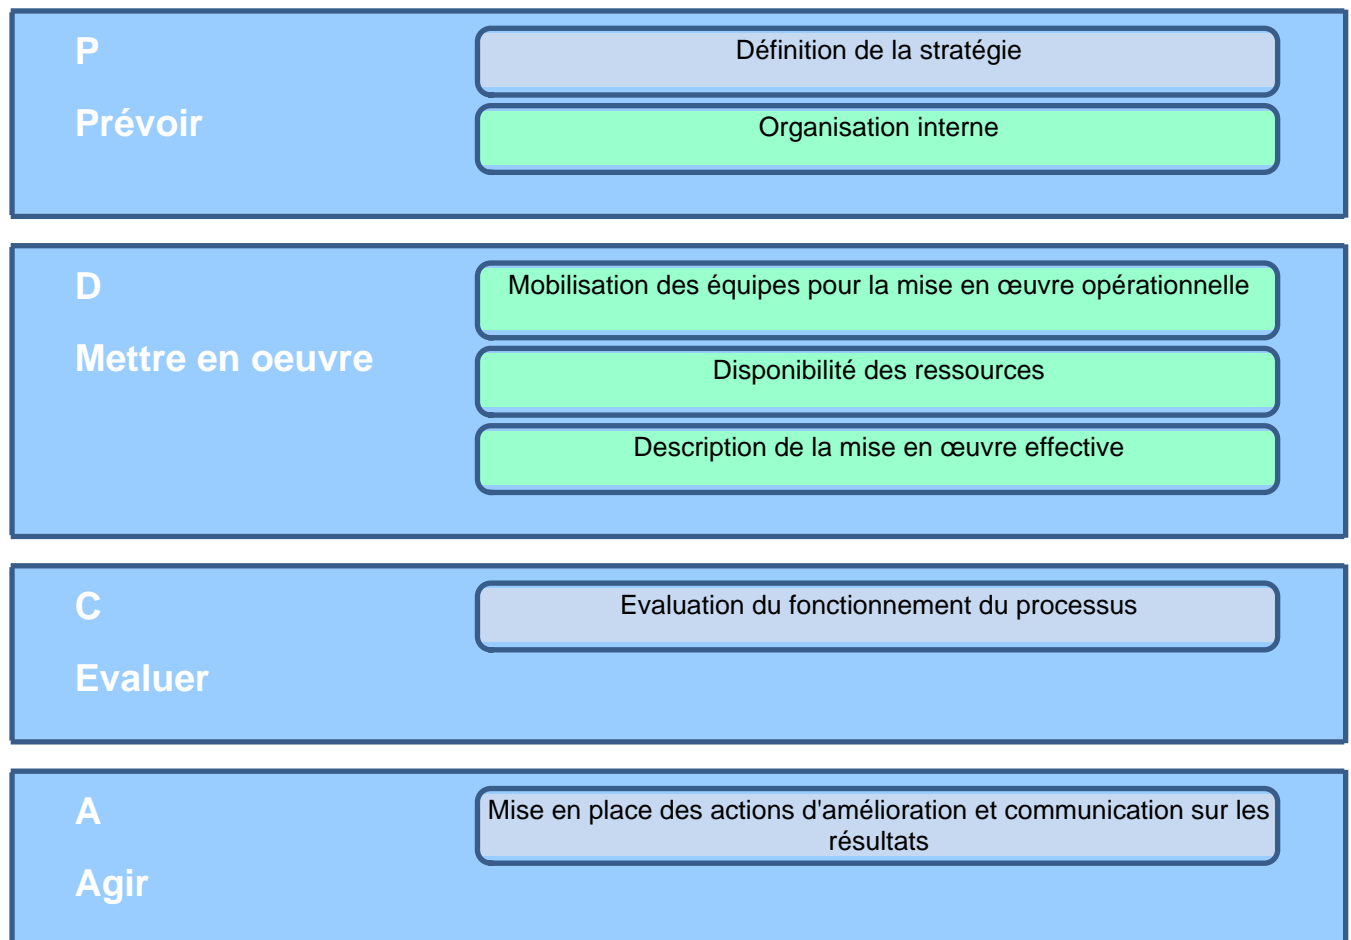 P
Prévoir
Définition de la stratégie
Organisation interne
D
Mettre en oeuvre
Mobilisation des équipes pour la mise en œuvre opérationnelle
Disponibilité des ressources
Description de la mise en œuvre effective
C
Evaluer
Evaluation du fonctionnement du processus
A
Agir
Mise en place des actions d'amélioration et communication sur les
résultats